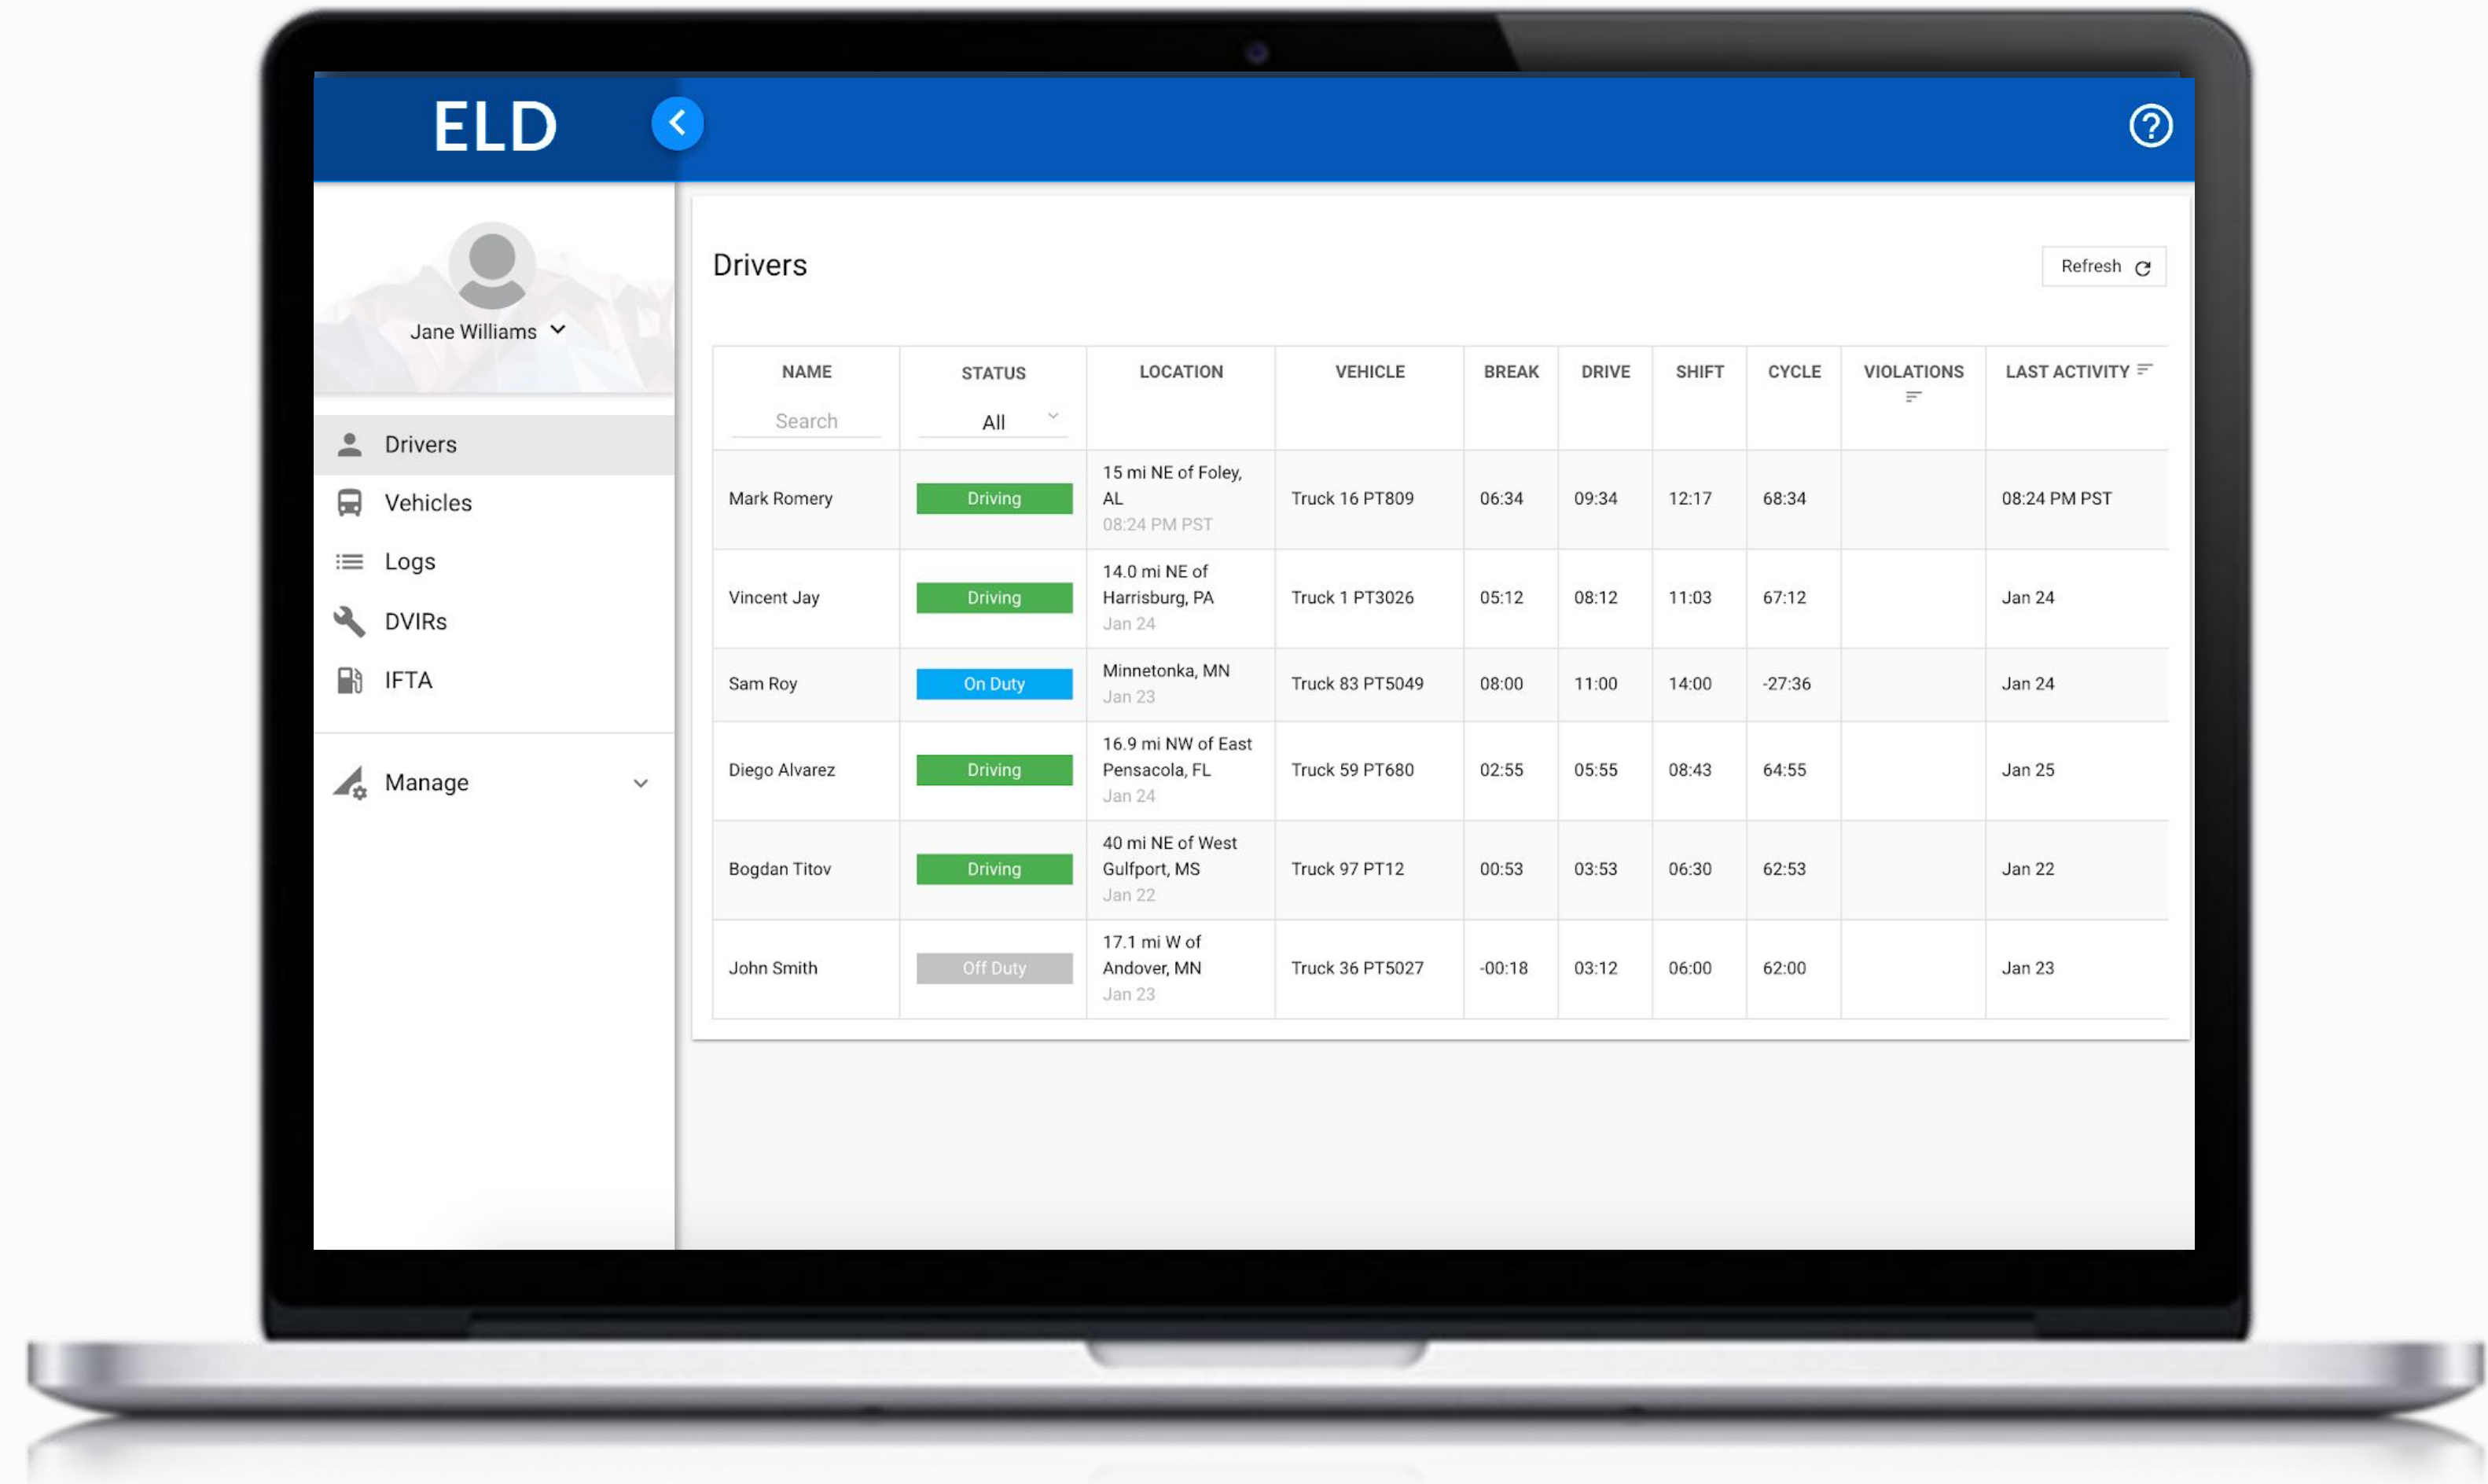 ELD
Jane Williams
Drivers
Vehicles
Logs
DVIRs
IFTA
Manage
Drivers
Refresh
NAME STATUS LOCATION VEHICLE BREAK DRIVE SHIFT CYCLE VIOLATIONS LAST ACTIVITY
Search All
Mark Romery Driving 15 mi NE of Foley,
AL
08:24 PM PST Truck 16 PT809 06:34 09:34 12:17 68:34 08:24 PM PST
Vincent Jay Driving 14.0 mi NE of
Harrisburg, PA
Jan 24 Truck 1 PT3026 05:12 08:12 11:03 67:12 Jan 24
Sam Roy On Duty Minnetonka, MN
Jan 23 Truck 83 PT5049 08:00 11:00 14:00 -27:36 Jan 24
Diego Alvarez Driving 16.9 mi NW of East
Pensacola, FL
Jan 24 Truck 59 PT680 02:55 05:55 08:43 64:55 Jan 25
Bogdan Titov Driving 40 mi NE of West
Gulfport, MS
Jan 22 Truck 97 PT12 00:53 03:53 06:30 62:53 Jan 22
John Smith Off Duty 17.1 mi W of
Andover, MN
Jan 23 Truck 36 PT5027 -00:18 03:12 06:00 62:00 Jan 23